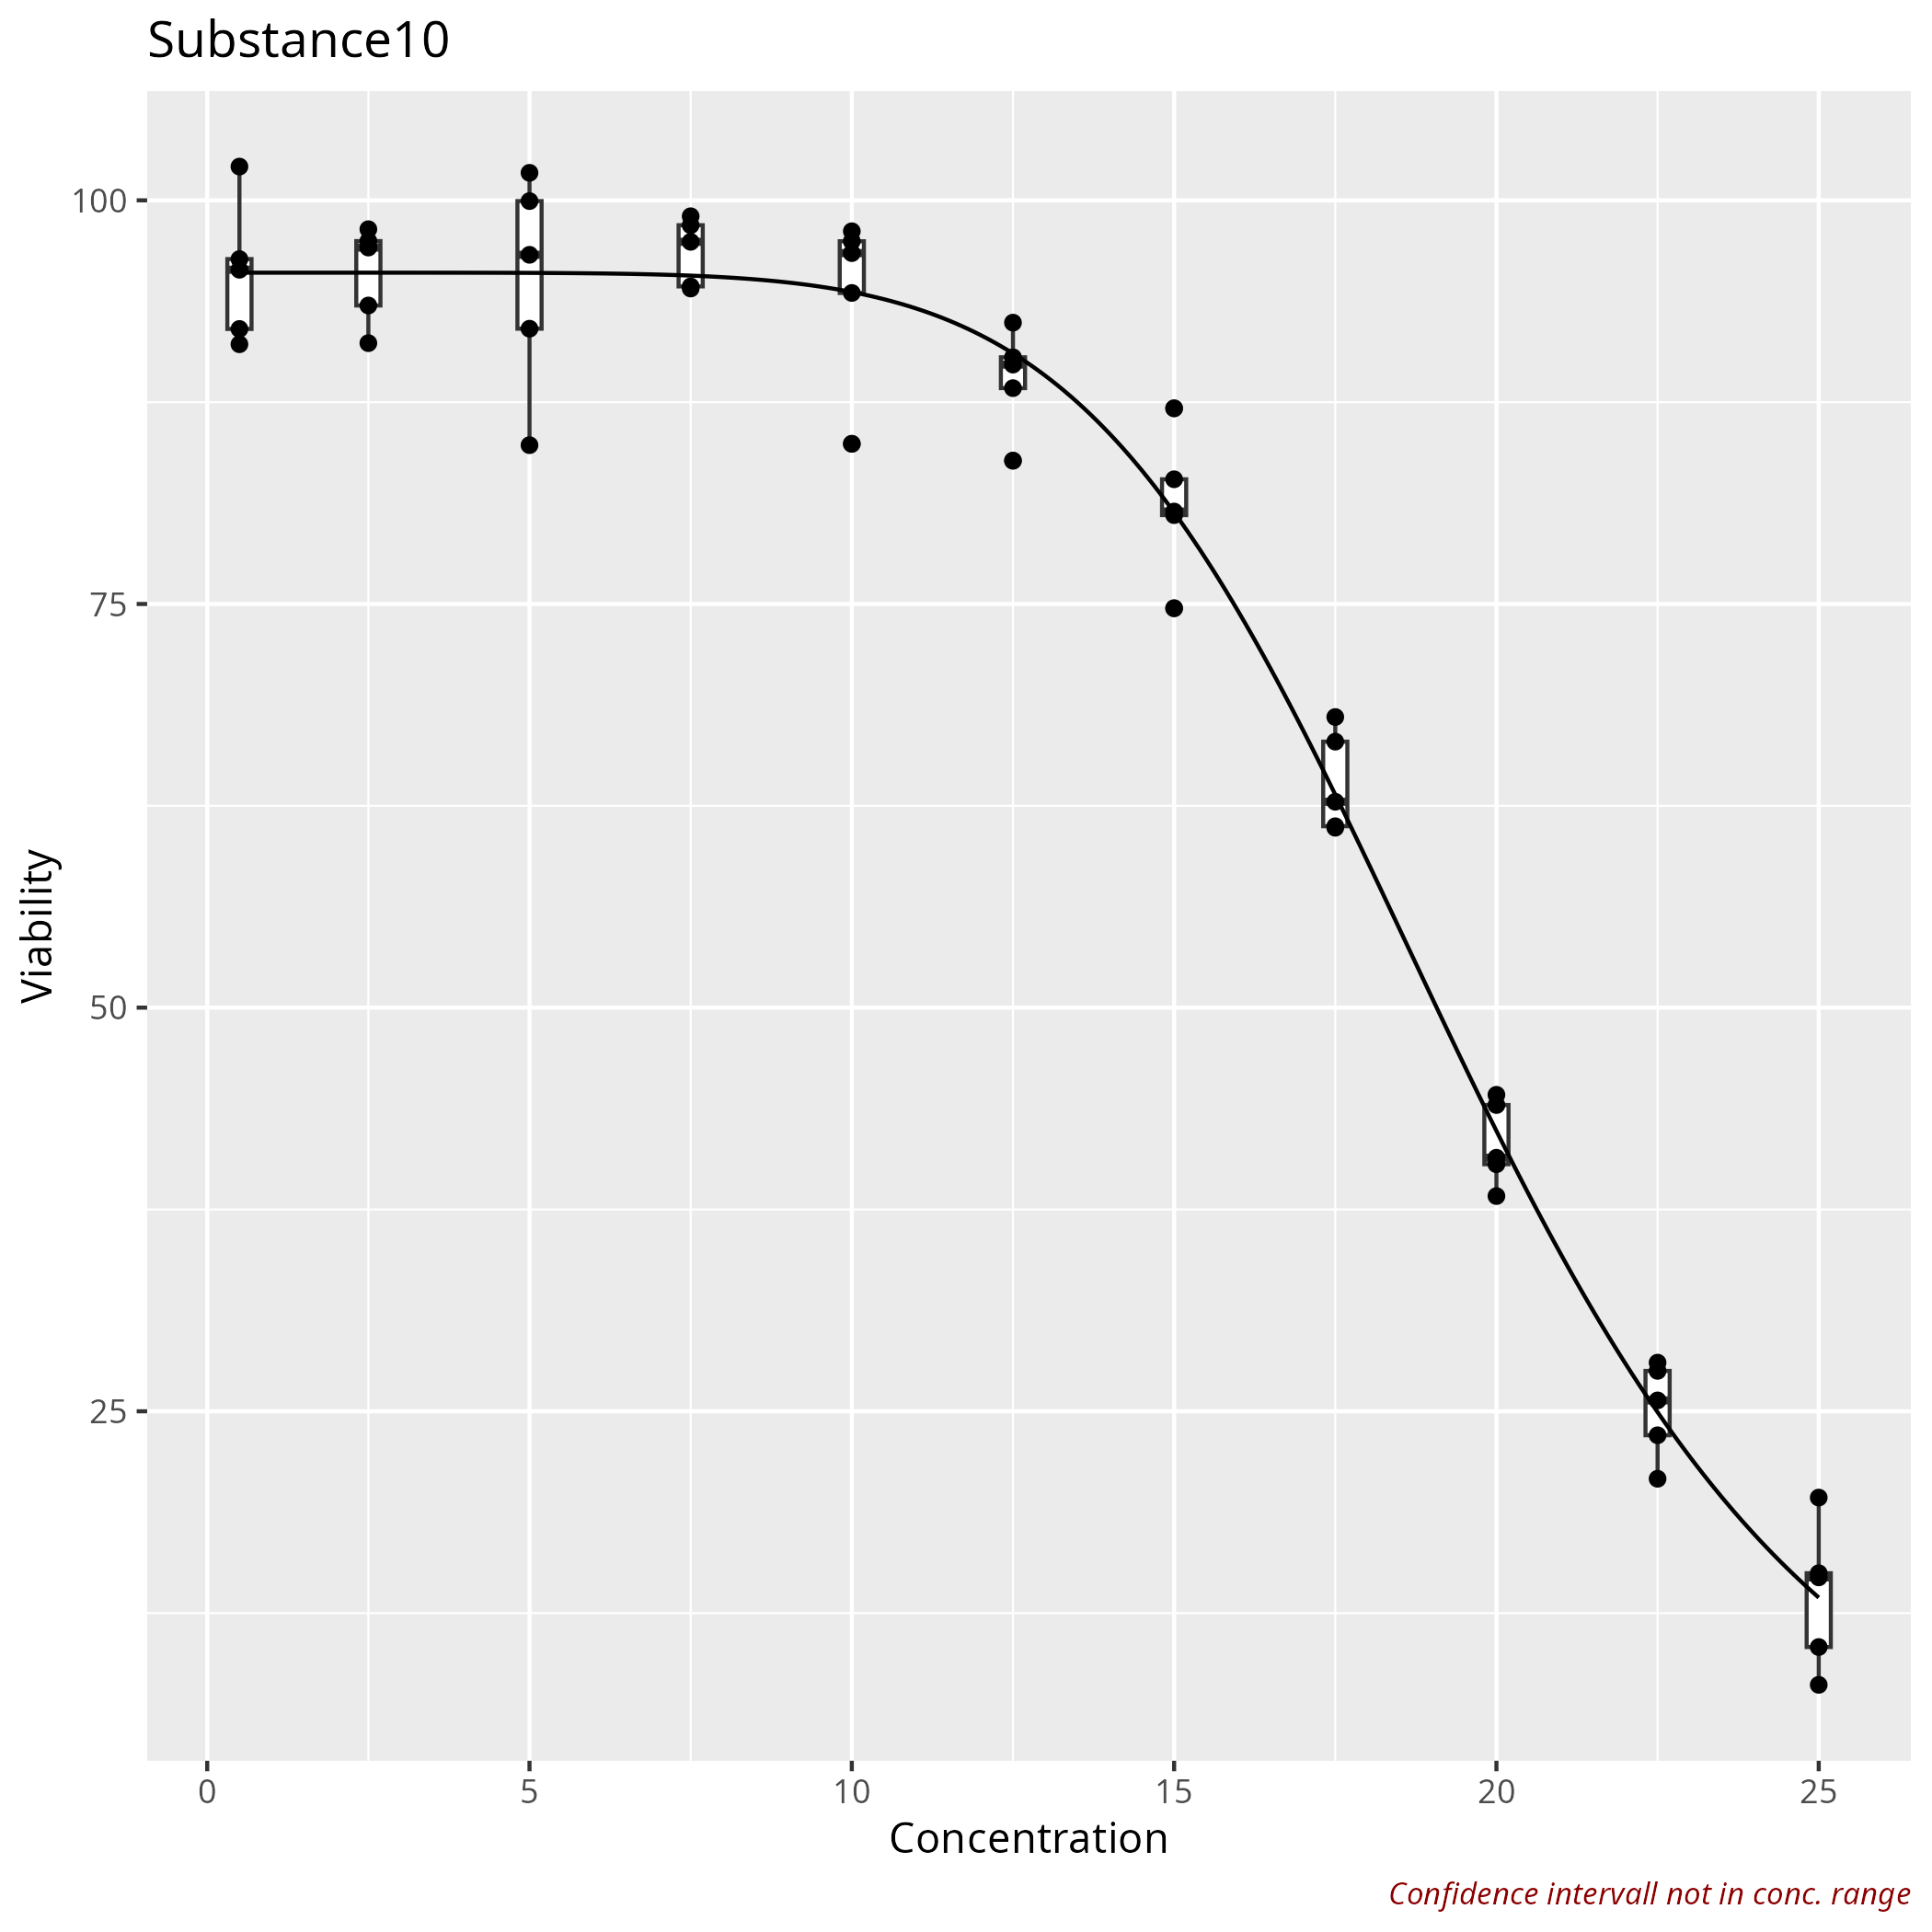 Substance10
100
75
50
25
Viability
0 5 10 15 20 25
Concentration
Confidence intervall not in conc. range